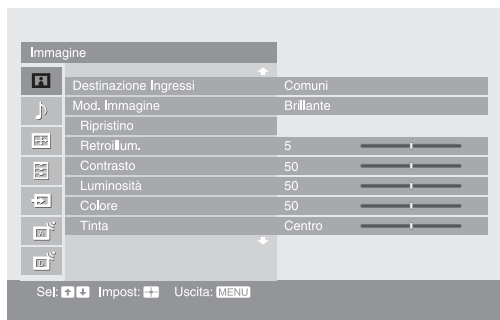 Immagine
Destinazione Ingressi Comuni
Mod. Immagine Brillante
Ripristino
Retroillum. 5
Contrasto 50
Luminosità 50
Colore 50
Tinta Centro
Sel: Impost: Uscita: MENU